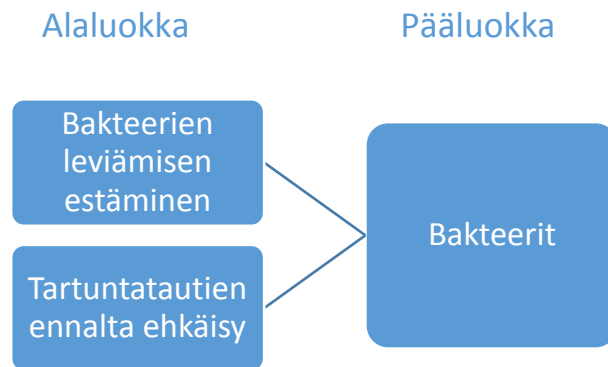 Alaluokka
Pääluokka
Bakteerien
leviämisen
estäminen
Bakteerit
Tartuntatautien
ennalta ehkäisy